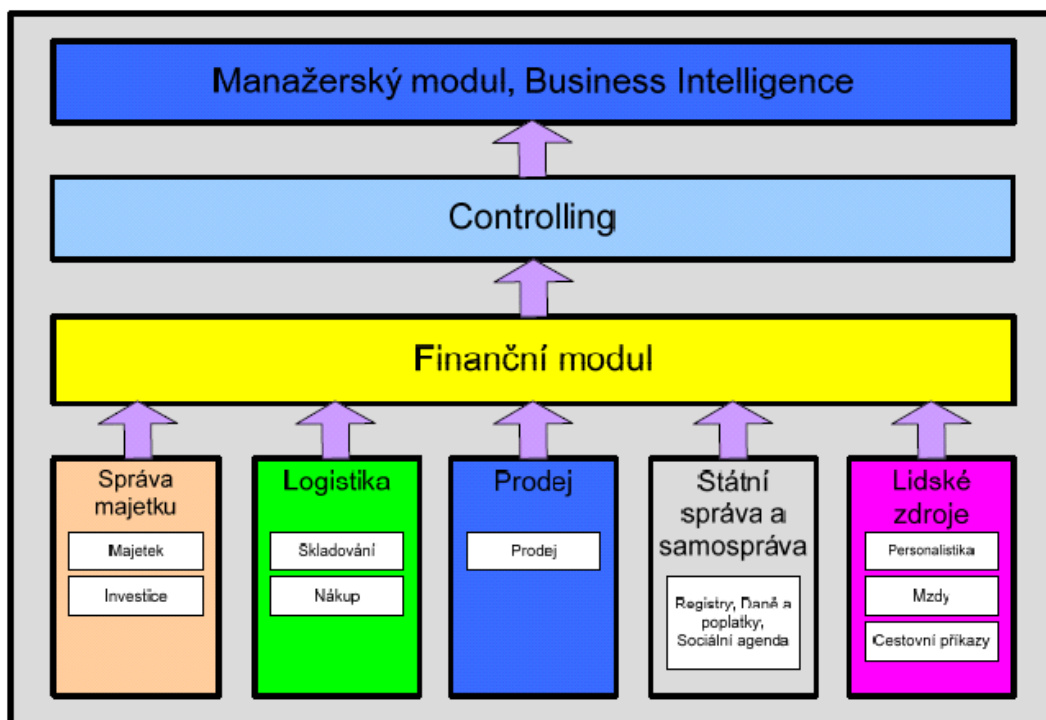 Manažerský modul, Business Intelligence
Controlling
Finanční modul
Správa
majetku
Majetek
Investice
Logistika
Skladování
Nákup
Prodej
Prodej
Státní
správa a
samospráva
Registry, Daně a
poplatky,
Sociální agenda
Lidské
zdroje
Personalistika
Mzdy
Cestovní příkazy